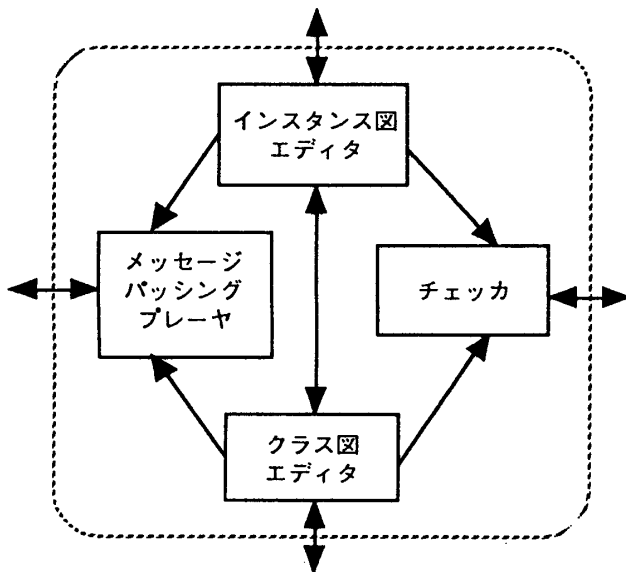 インスタンス図
エディタ
メッセージ
パッシング
プレーヤ
チェッカ
クラス図
エディタ